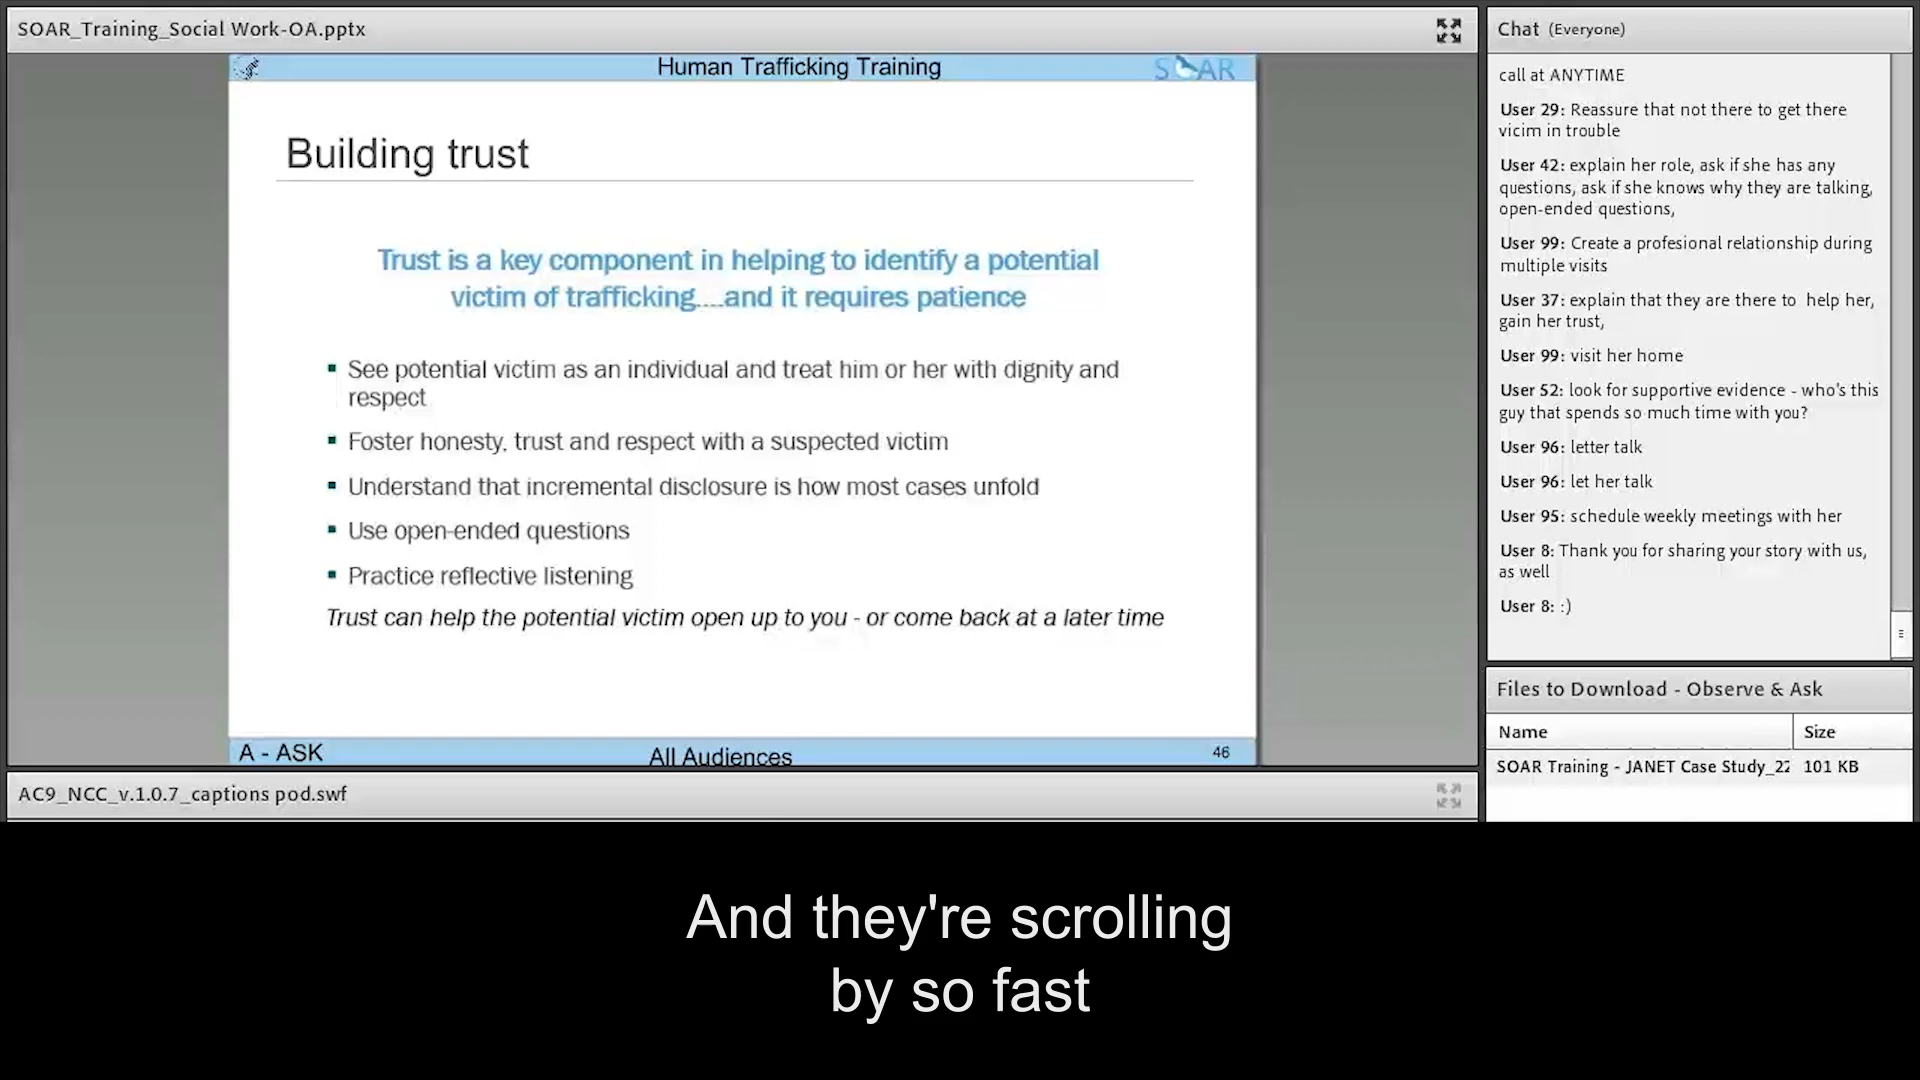 SOAR_Training_Social Work-OA.pptx
Human Trafficking Training
SOAR
Building trust
Trust is a key component in helping to identify a potential
victim of trafficking....and it requires patience
See potential victim as an individual and treat him or her with dignity and
respect
Foster honesty, trust and respect with a suspected victim
Understand that incremental disclosure is how most cases unfold
Use open-ended questions
Practice reflective listening
Trust can help the potential victim open up to you - or come back at a later time
A - ASK
All Audiences
46
AC9_NCC_v.1.0.7_captions pod.swf
Chat (Everyone)
call at ANYTIME
User 29: Reassure that not there to get there
vicim in trouble
User 42: explain her role, ask if she has any
questions, ask if she knows why they are talking,
open-ended questions,
User 99: Create a profesional relationship during
multiple visits
User 37: explain that they are there to  help her,
gain her trust,
User 99: visit her home
User 52: look for supportive evidence - who's this
guy that spends so much time with you?
User 96: letter talk
User 96: let her talk
User 95: schedule weekly meetings with her
User 8: Thank you for sharing your story with us,
as well
User 8: :)
Files to Download - Observe & Ask
Name Size
SOAR Training - JANET Case Study_22 101 KB
And they're scrolling
by so fast